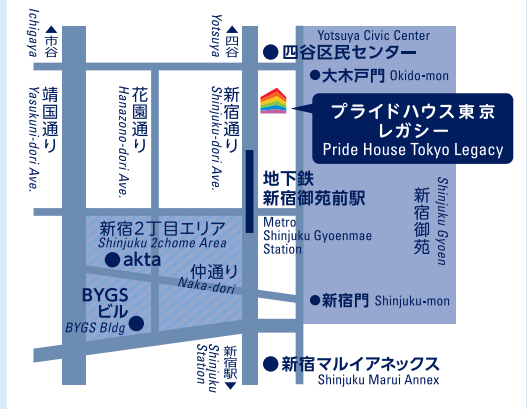 ▲市谷
Ichigaya
▲四谷
Yotsuya
Yotsuya Civic Center
四谷区民センター
大木戸門 Okido-mon
靖国通り
Yasukuni-dori Ave.
花園通り
Hanazono-dori Ave.
新宿通り
Shinjuku-dori Ave.
プライドハウス東京
レガシー
Pride House Tokyo Legacy
地下鉄
新宿御苑前駅
Metro
Shinjuku Gyoenmae
Station
新宿御苑
Shinjuku Gyoen
新宿2丁目エリア
Shinjuku 2chome Area
akta
仲通り
Naka-dori
BYGS
ビル
BYGS Bldg
新宿門 Shinjuku-mon
新宿駅▼
Shinjuku
Station
新宿マルイアネックス
Shinjuku Marui Annex